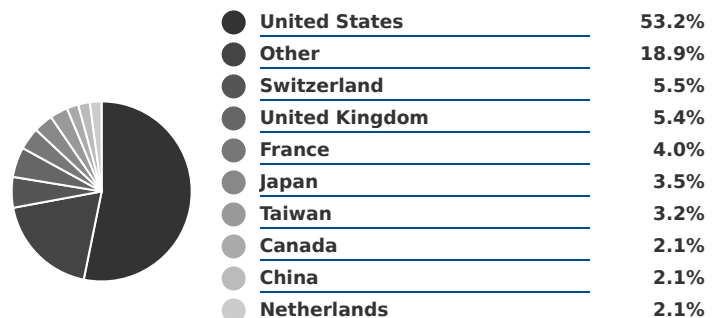 United States 53.2%
Other 18.9%
Switzerland 5.5%
United Kingdom 5.4%
France 4.0%
Japan 3.5%
Taiwan 3.2%
Canada 2.1%
China 2.1%
Netherlands 2.1%